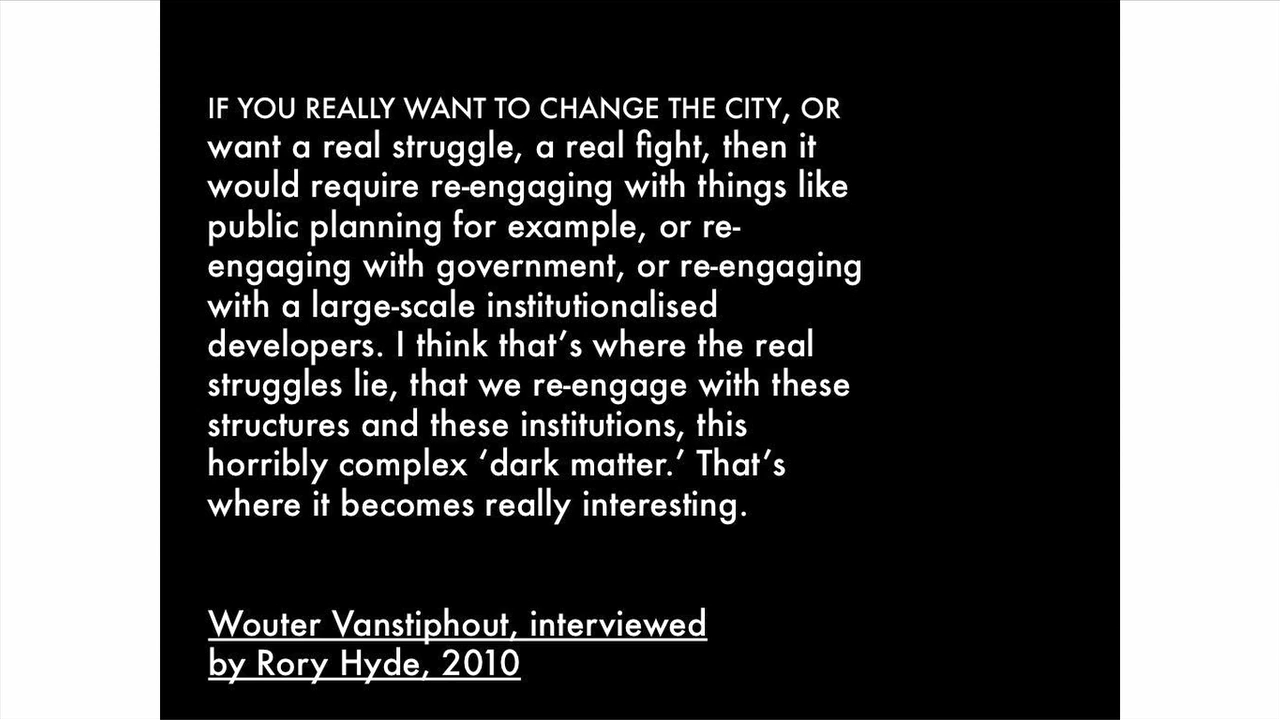 IF YOU REALLY WANT TO CHANGE THE CITY, OR
want a real struggle, a real fight, then it
would require re-engaging with things like
public planning for example, or re-
engaging with government, or re-engaging
with a large-scale institutionalised
developers. I think that’s where the real
struggles lie, that we re-engage with these
structures and these institutions, this
horribly complex ‘dark matter.’ That’s
where it becomes really interesting.
Wouter Vanstiphout, interviewed
by Rory Hyde, 2010